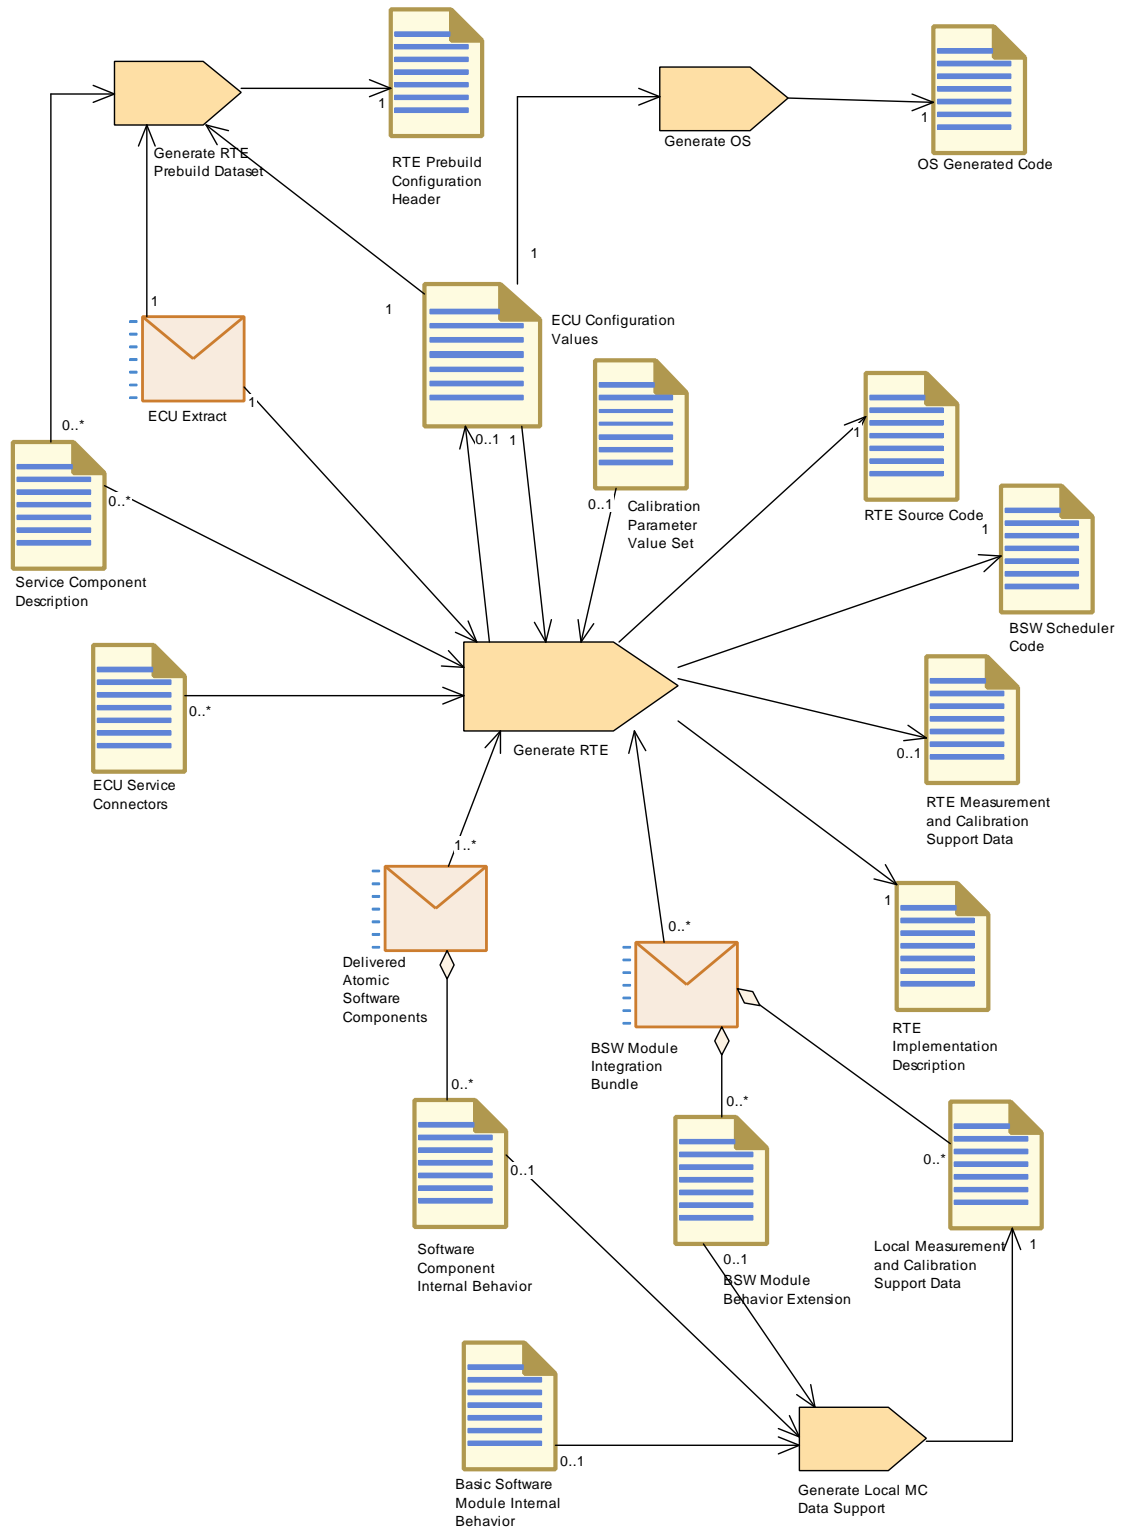 1
1
Generate OS
Generate RTE
Prebuild Dataset
RTE Prebuild
Configuration
Header
OS Generated Code
1
1
1
ECU Configuration
Values
ECU Extract
1
0..*
0..1
1
1
0..*
0..1
Calibration
Parameter
Value Set
RTE Source Code
1
Service Component
Description
BSW Scheduler
Code
0..*
Generate RTE
0..1
ECU Service
Connectors
RTE Measurement
and Calibration
Support Data
1..*
1
0..*
Delivered
Atomic
Software
Components
BSW Module
Integration
Bundle
RTE
Implementation
Description
0..*
0..*
0..1
0..*
Software
Component
Internal Behavior
0..1
BSW Module
Behavior Extension
Local Measurement
and Calibration
Support Data
1
0..1
Basic Software
Module Internal
Behavior
Generate Local MC
Data Support